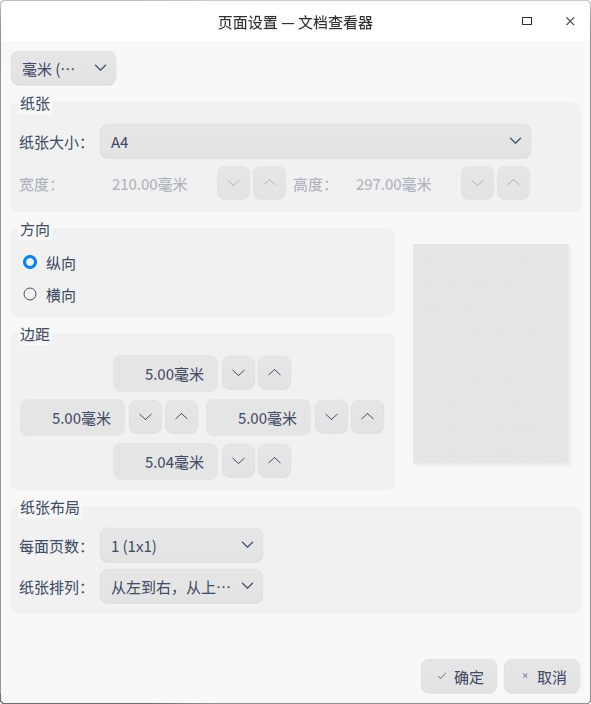 页面设置 — 文档查看器
毫米 (⋯
纸张
纸张大小： A4
宽度： 210.00毫米 高度： 297.00毫米
方向
纵向
横向
边距
5.00毫米
5.00毫米 5.00毫米
5.04毫米
纸张布局
每面页数： 1 (1x1)
纸张排列： 从左到右，从上⋯
确定 取消